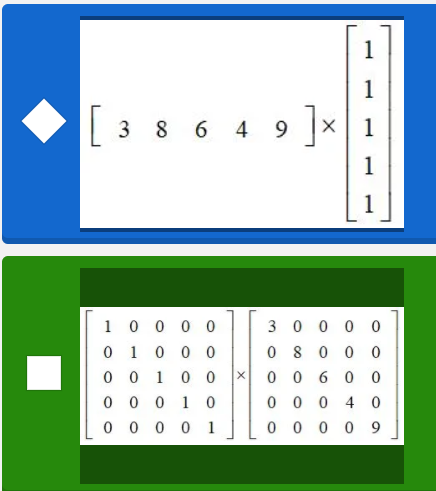 [ 3 8 6 4 9 ] × [ 1
1
1
1
1 ]
[ 1 0 0 0 0
0 1 0 0 0
0 0 1 0 0
0 0 0 1 0
0 0 0 0 1 ] × [ 3 0 0 0 0
0 8 0 0 0
0 0 6 0 0
0 0 0 4 0
0 0 0 0 9 ]